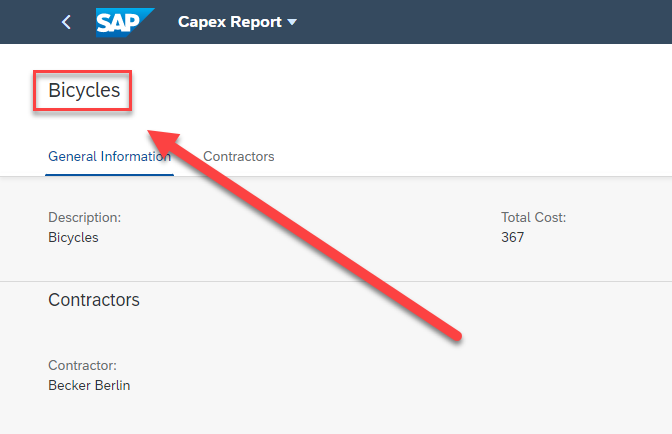 SAP Capex Report
Bicycles
General Information Contractors
Description: Total Cost:
Bicycles 367
Contractors
Contractor:
Becker Berlin